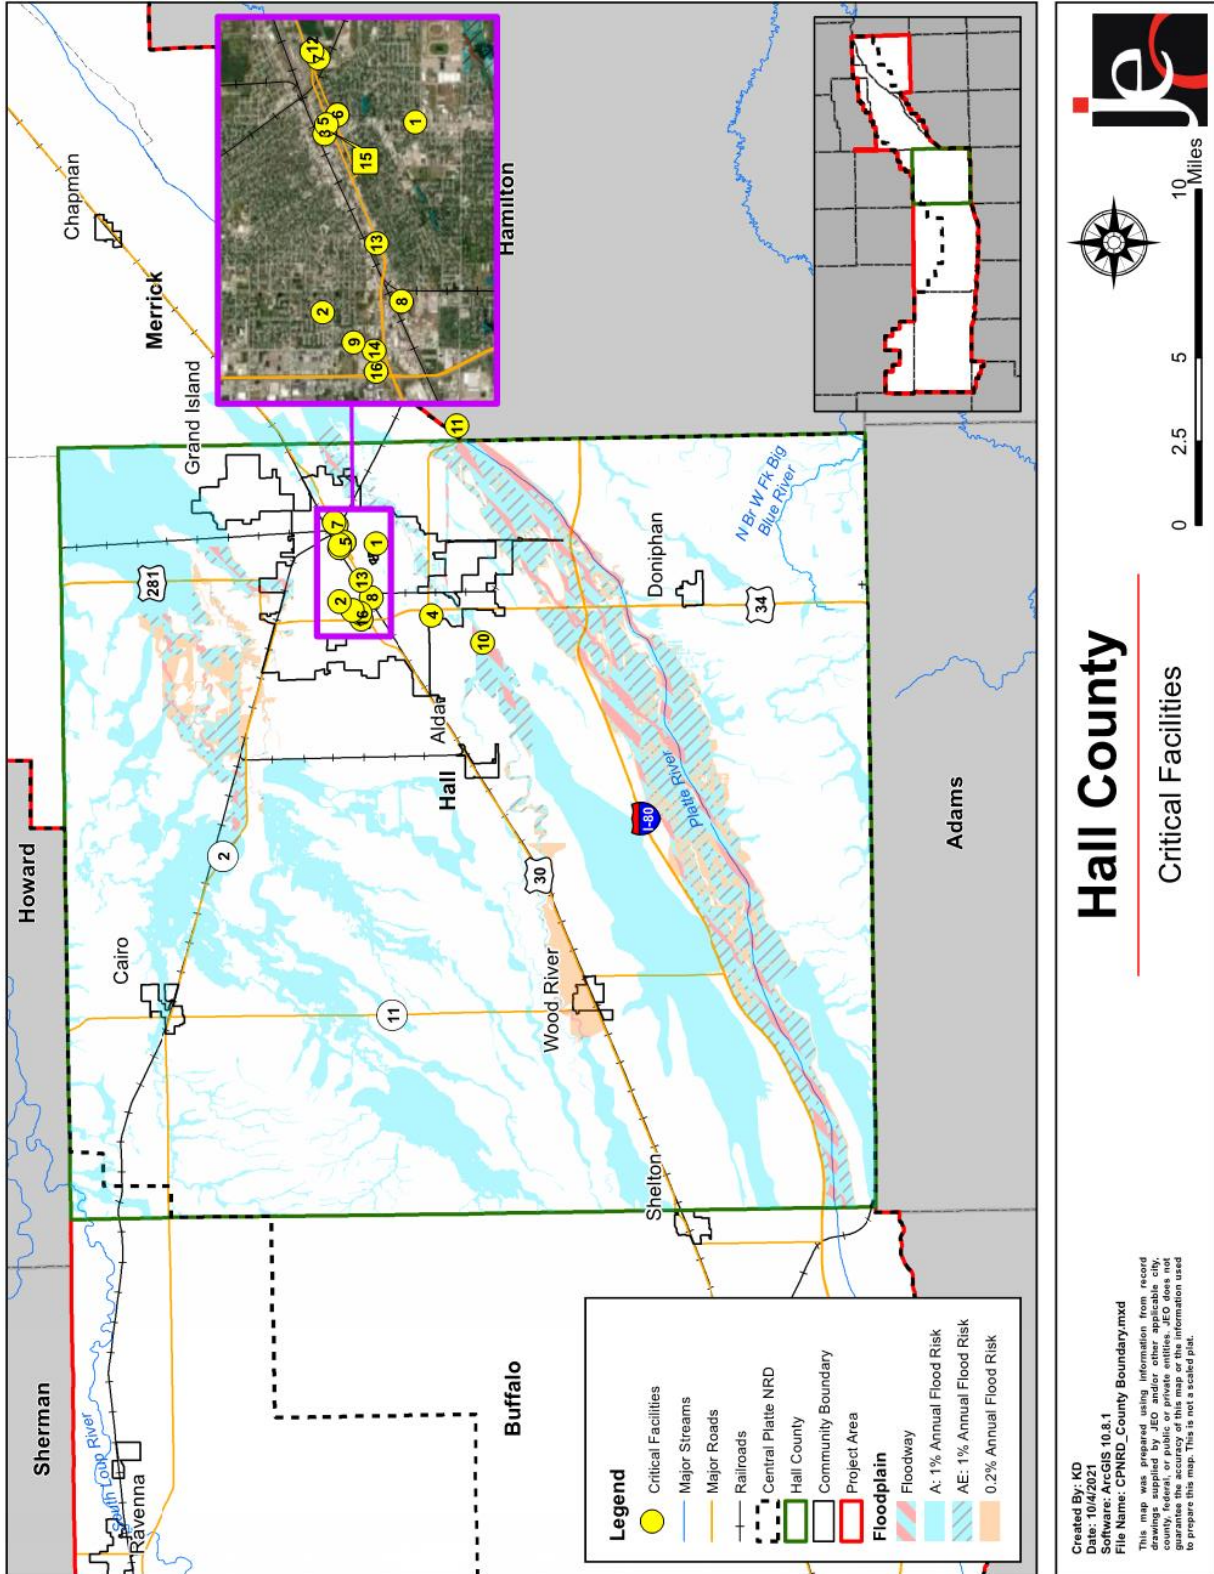 Sherman
Howard
Merrick
Hamilton
Buffalo
Hall
Adams
Ravenna
South Loup River
Cairo
Chapman
Grand Island
Alda
Wood River
Shelton
Doniphan
Platte River
N Br W Fk Big
Blue River
2
11
281
30
34
I-80
7
5
1
13
2
8
16
4
10
11
12
7
3
5
6
1
15
13
8
2
9
14
16
Legend
Critical Facilities
Major Streams
Major Roads
Railroads
Central Platte NRD
Hall County
Community Boundary
Project Area
Floodplain
Floodway
A: 1% Annual Flood Risk
AE: 1% Annual Flood Risk
0.2% Annual Flood Risk
Created By: KD
Date: 10/4/2021
Software: ArcGIS 10.8.1
File Name: CPNRD_County Boundary.mxd
This map was prepared using information from record
drawings supplied by JEO and/or other applicable city,
county, federal, or public or private entities. JEO does not
guarantee the accuracy of this map or the information used
to prepare this map. This is not a scaled plat.
Hall County
Critical Facilities
0 2.5 5 10
Miles
jeo